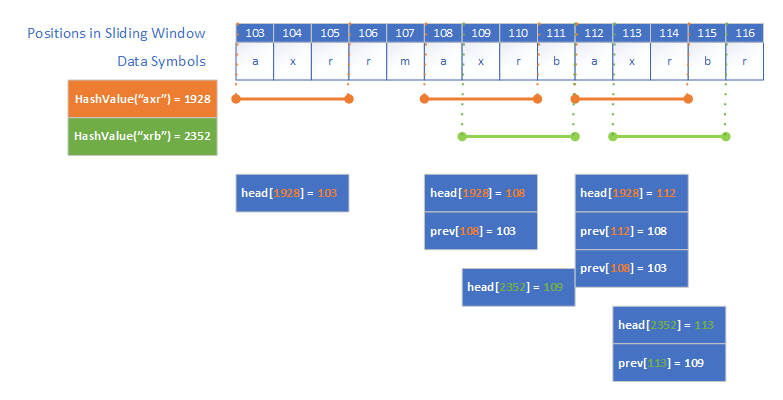 Positions in Sliding Window 103 104 105 106 107 108 109 110 111 112 113 114 115 116
Data Symbols a x r r m a x r b a x r b r
HashValue("axr") = 1928
HashValue("xrb") = 2352
head[1928] = 103
head[1928] = 108
head[1928] = 112
prev[108] = 103
prev[112] = 108
prev[108] = 103
head[2352] = 109
head[2352] = 113
prev[113] = 109